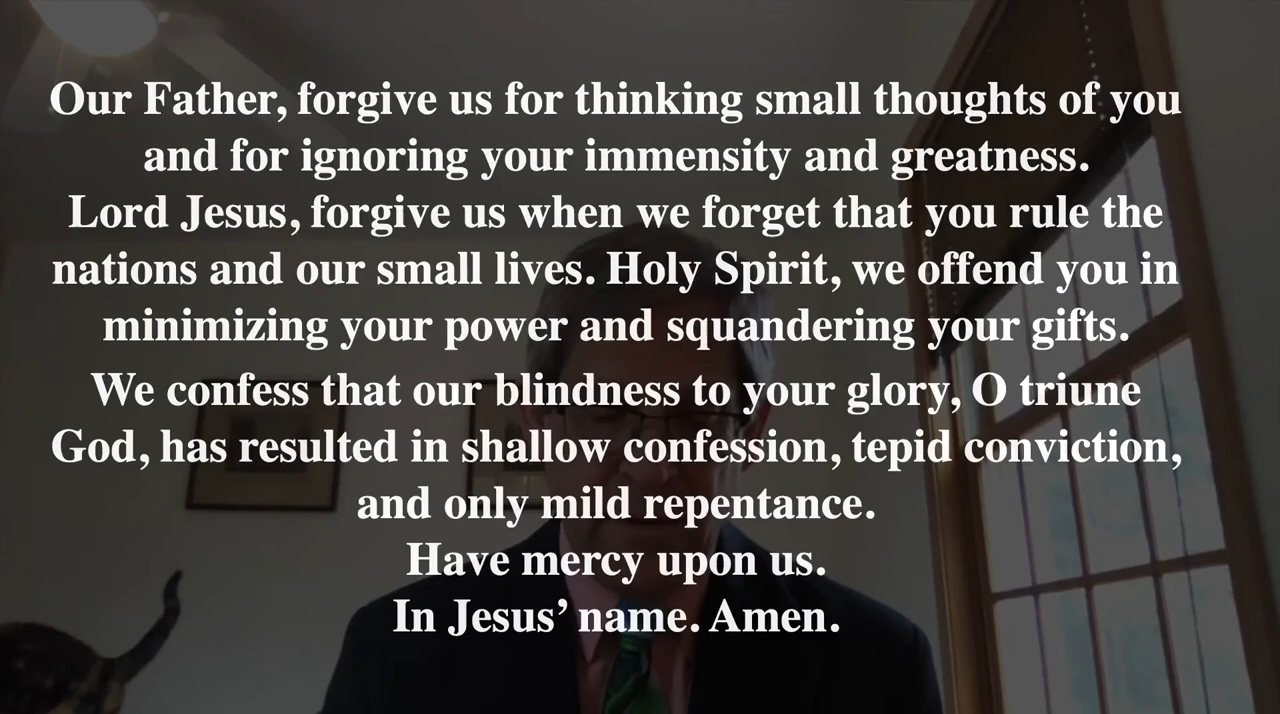 Our Father, forgive us for thinking small thoughts of you
and for ignoring your immensity and greatness.
Lord Jesus, forgive us when we forget that you rule the
nations and our small lives. Holy Spirit, we offend you in
minimizing your power and squandering your gifts.
We confess that our blindness to your glory, O triune
God, has resulted in shallow confession, tepid conviction,
and only mild repentance.
Have mercy upon us.
In Jesus’ name. Amen.